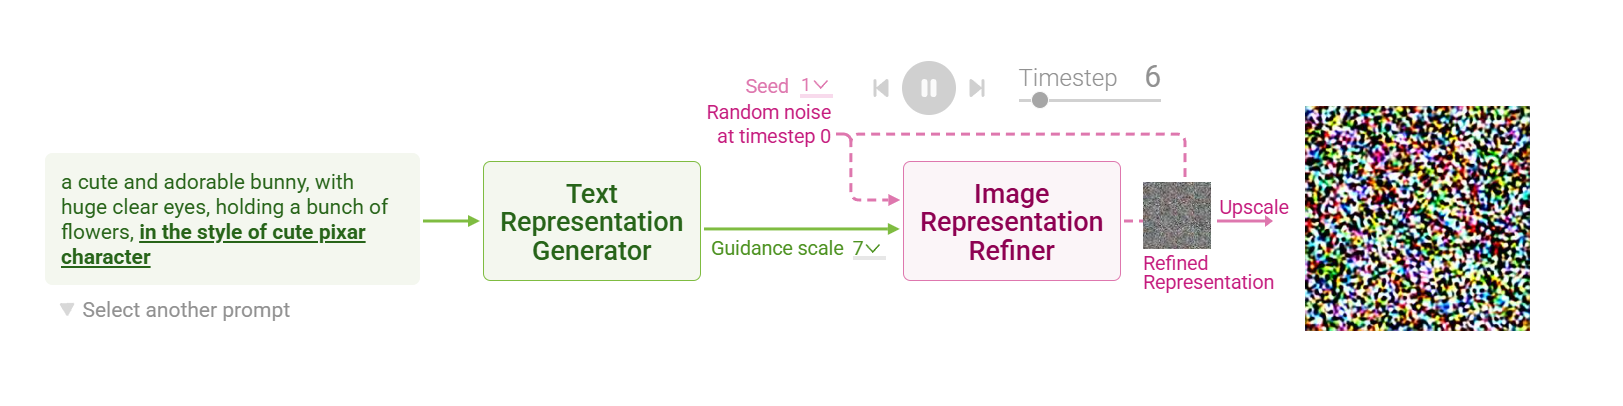 Seed 1
Timestep 6
Random noise
at timestep 0
a cute and adorable bunny, with
huge clear eyes, holding a bunch of
flowers, in the style of cute pixar
character
Select another prompt
Text
Representation
Generator
Guidance scale 7
Image
Representation
Refiner
Upscale
Refined
Representation